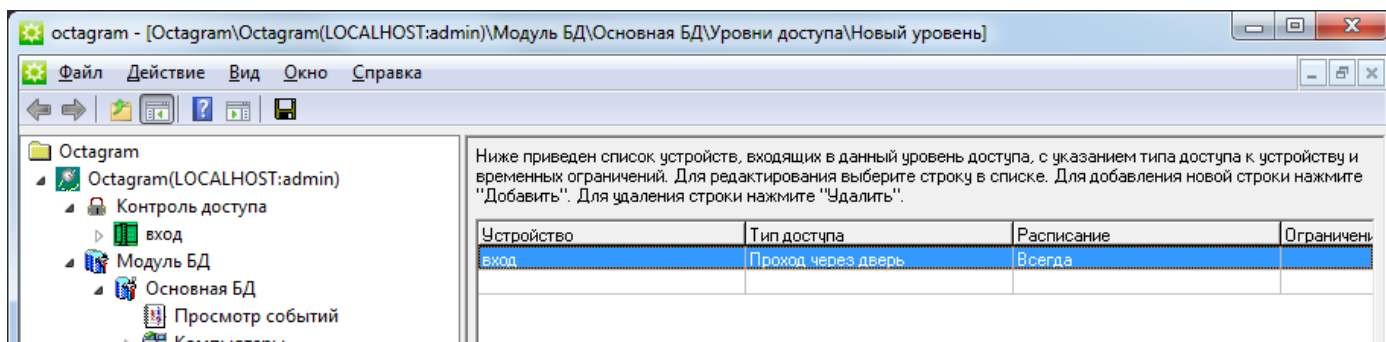 octagram - [Octagram\Octagram(LOCALHOST:admin)\Модуль БД\Основная БД\Уровни доступа\Новый уровень]
Файл Действие Вид Окно Справка
Octagram
Octagram(LOCALHOST:admin)
Контроль доступа
вход
Модуль БД
Основная БД
Просмотр событий
Компьютеры
Ниже приведен список устройств, входящих в данный уровень доступа, с указанием типа доступа к устройству и
временных ограничений. Для редактирования выберите строку в списке. Для добавления новой строки нажмите
"Добавить". Для удаления строки нажмите "Удалить".
Устройство Тип доступа Расписание Ограничени
вход Проход через дверь Всегда